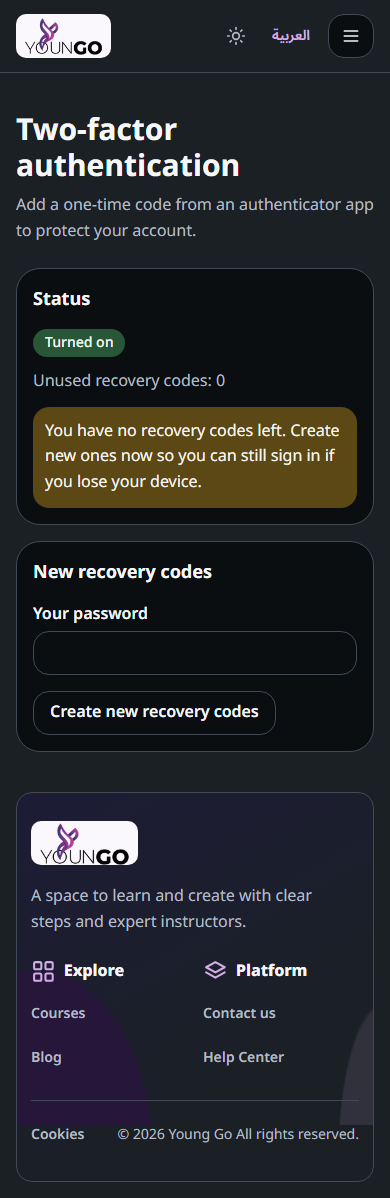 YOUNGO
العربية
Two-factor
authentication
Add a one-time code from an authenticator app
to protect your account.
Status
Turned on
Unused recovery codes: 0
You have no recovery codes left. Create
new ones now so you can still sign in if
you lose your device.
New recovery codes
Your password
Create new recovery codes
YOUNGO
A space to learn and create with clear
steps and expert instructors.
Explore
Platform
Courses
Contact us
Blog
Help Center
Cookies
© 2026 Young Go All rights reserved.